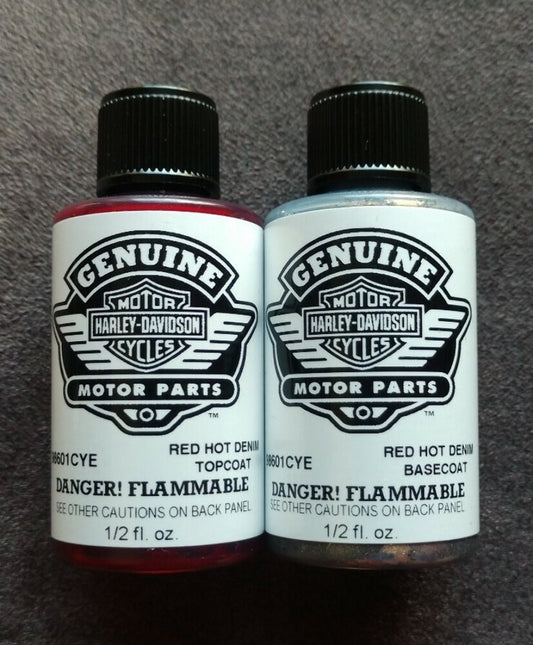 GENUINE
MOTOR
HARLEY-DAVIDSON
CYCLES
MOTOR PARTS
TM
RED HOT DENIM
98601CYE
TOPCOAT
DANGER! FLAMMABLE
SEE OTHER CAUTIONS ON BACK PANEL
1/2 fl. oz.
GENUINE
MOTOR
HARLEY-DAVIDSON
CYCLES
MOTOR PARTS
TM
RED HOT DENIM
98601CYE
BASECOAT
DANGER! FLAMMABLE
SEE OTHER CAUTIONS ON BACK PANEL
1/2 fl. oz.